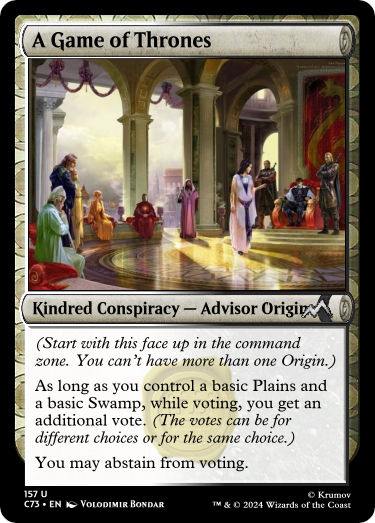 A Game of Thrones
Kindred Conspiracy — Advisor Origin
(Start with this face up in the command
zone. You can't have more than one Origin.)
As long as you control a basic Plains and
a basic Swamp, while voting, you get an
additional vote. (The votes can be for
different choices or for the same choice.)
You may abstain from voting.
157 U
© Krumov
C73 • EN Volodimir Bondar
™ & © 2024 Wizards of the Coast